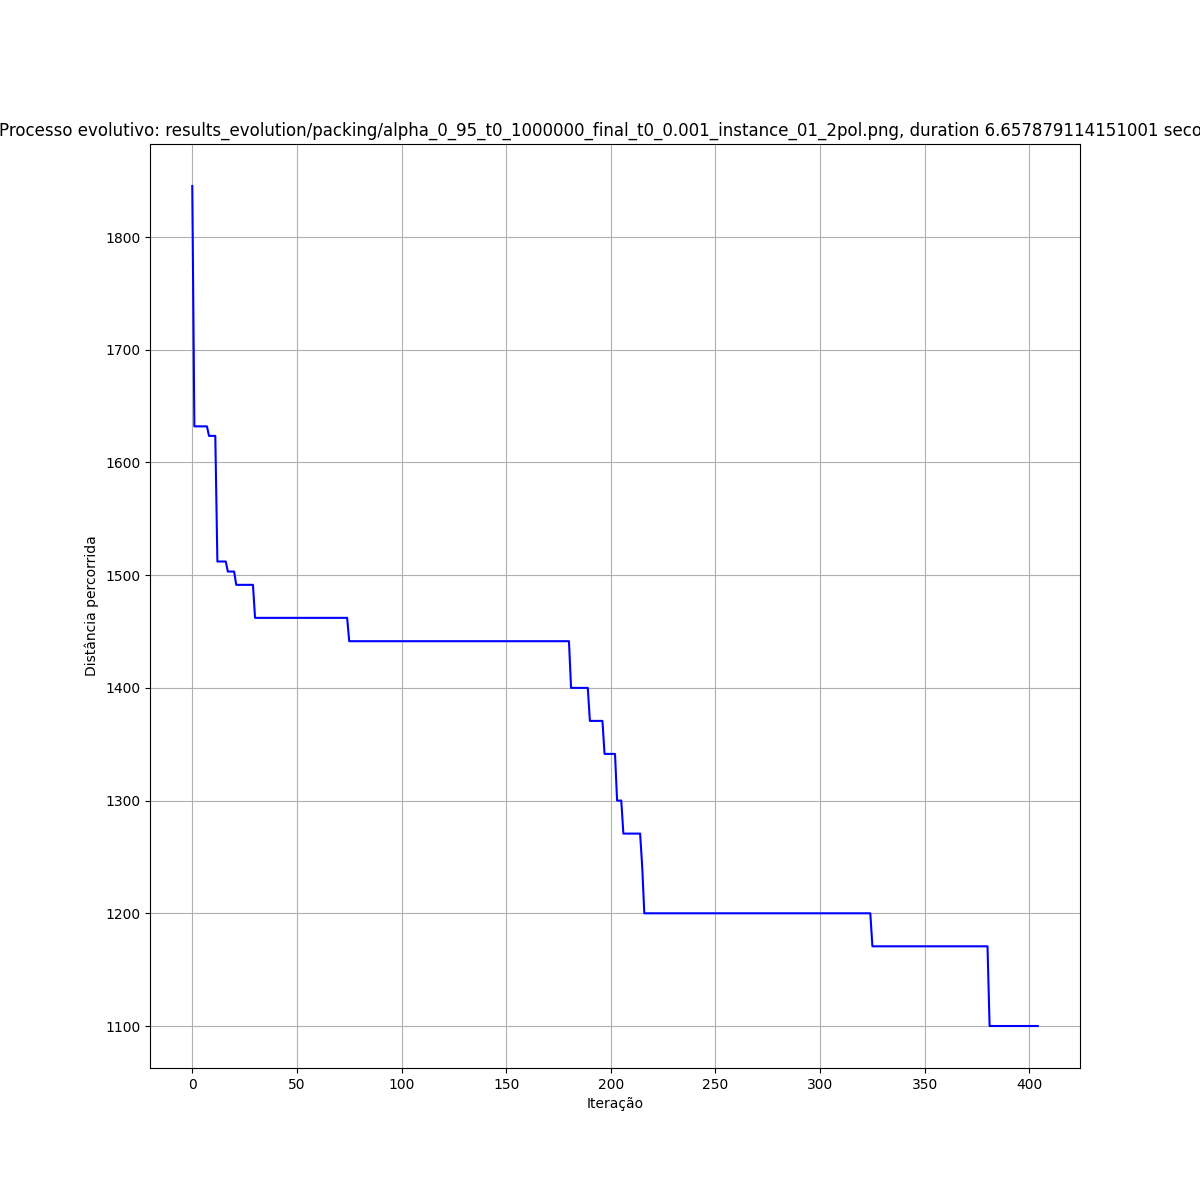 Processo evolutivo: results_evolution/packing/alpha_0_95_t0_1000000_final_t0_0.001_instance_01_2pol.png, duration 6.657879114151001 seco
1800
1700
1600
1500
1400
1300
1200
1100
Distância percorrida
0 50 100 150 200 250 300 350 400
Iteração